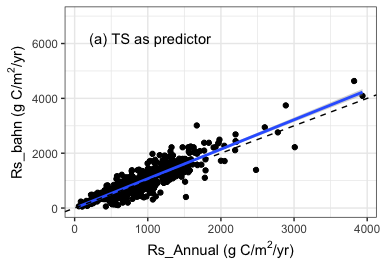 (a) TS as predictor
Rs_bahn (g C/m²/yr)
6000
4000
2000
0
0 1000 2000 3000 4000
Rs_Annual (g C/m²/yr)